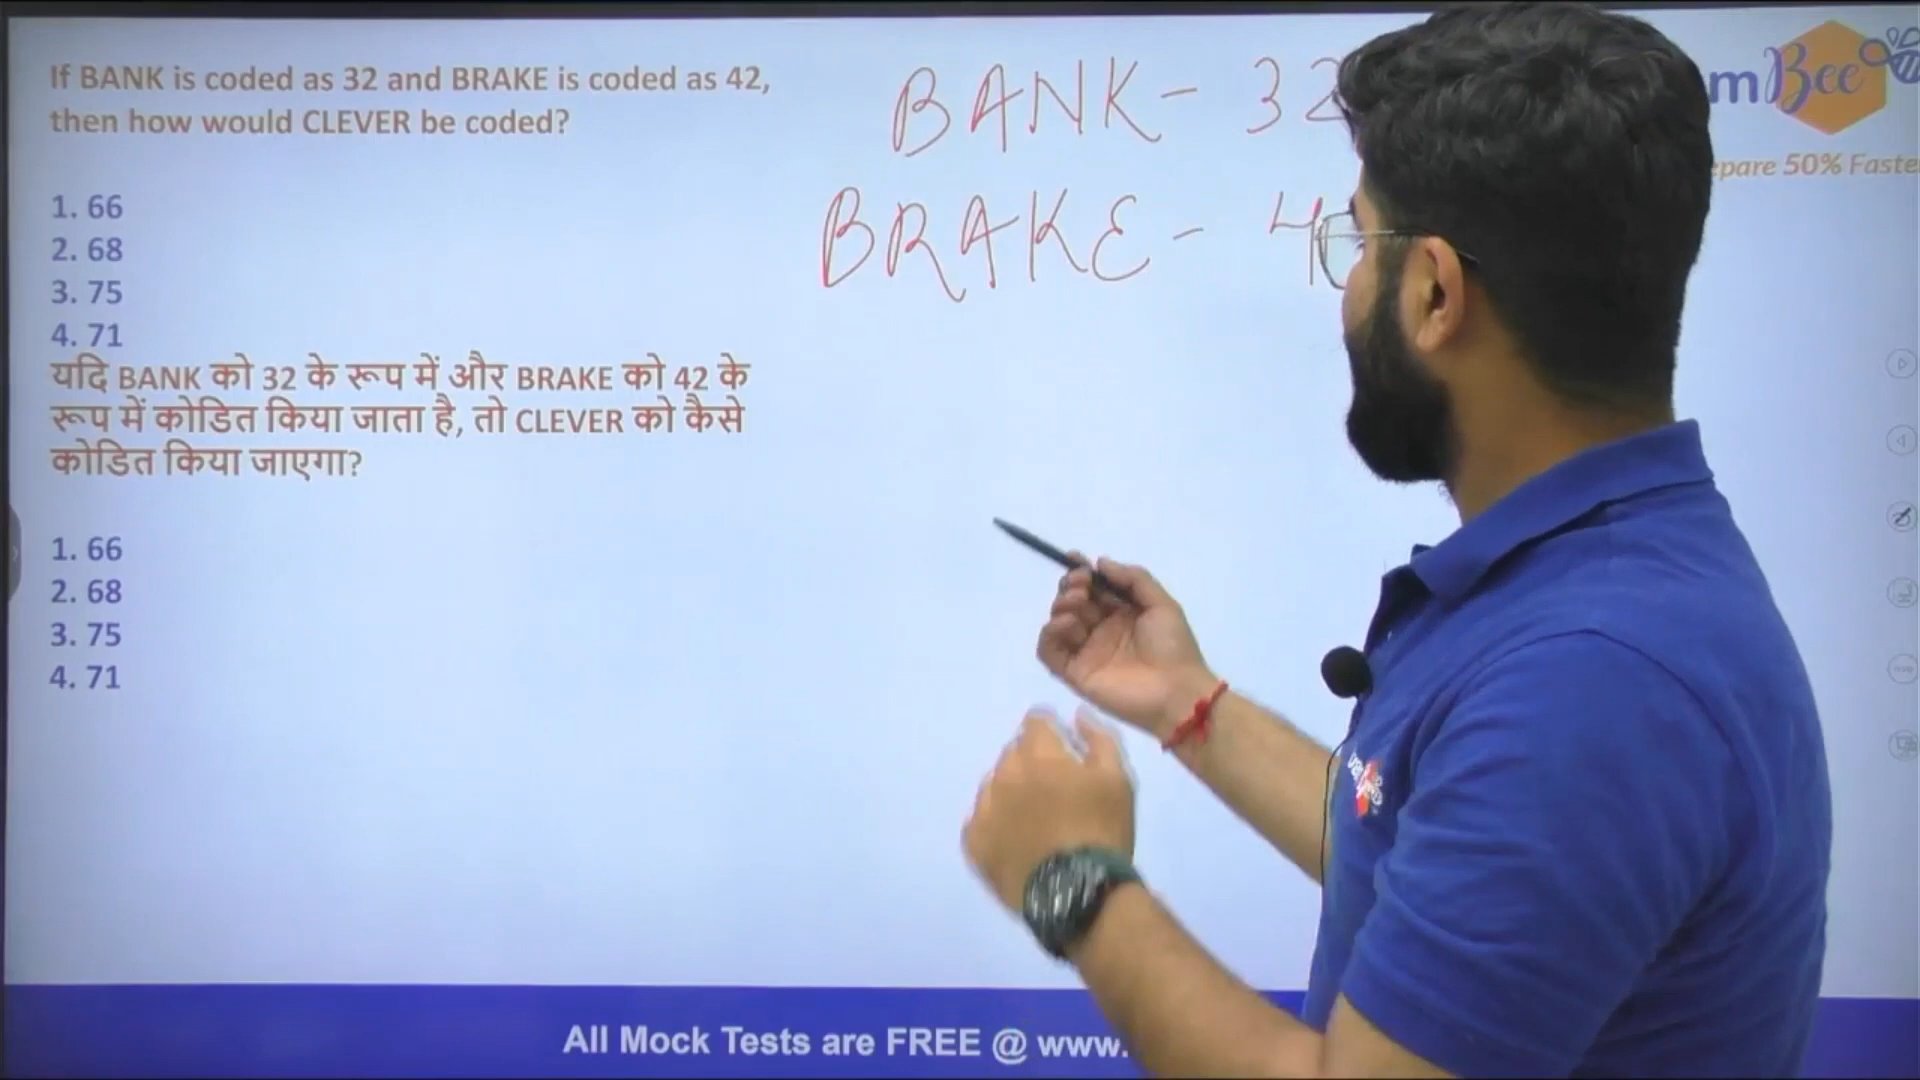 If BANK is coded as 32 and BRAKE is coded as 42,
then how would CLEVER be coded?
1. 66
2. 68
3. 75
4. 71
यदि BANK को 32 के रूप में और BRAKE को 42 के
रूप में कोडित किया जाता है, तो CLEVER को कैसे
कोडित किया जाएगा?
1. 66
2. 68
3. 75
4. 71
BANK - 32
BRAKE - 4
mBee
pare 50% Faste
All Mock Tests are FREE @ www.